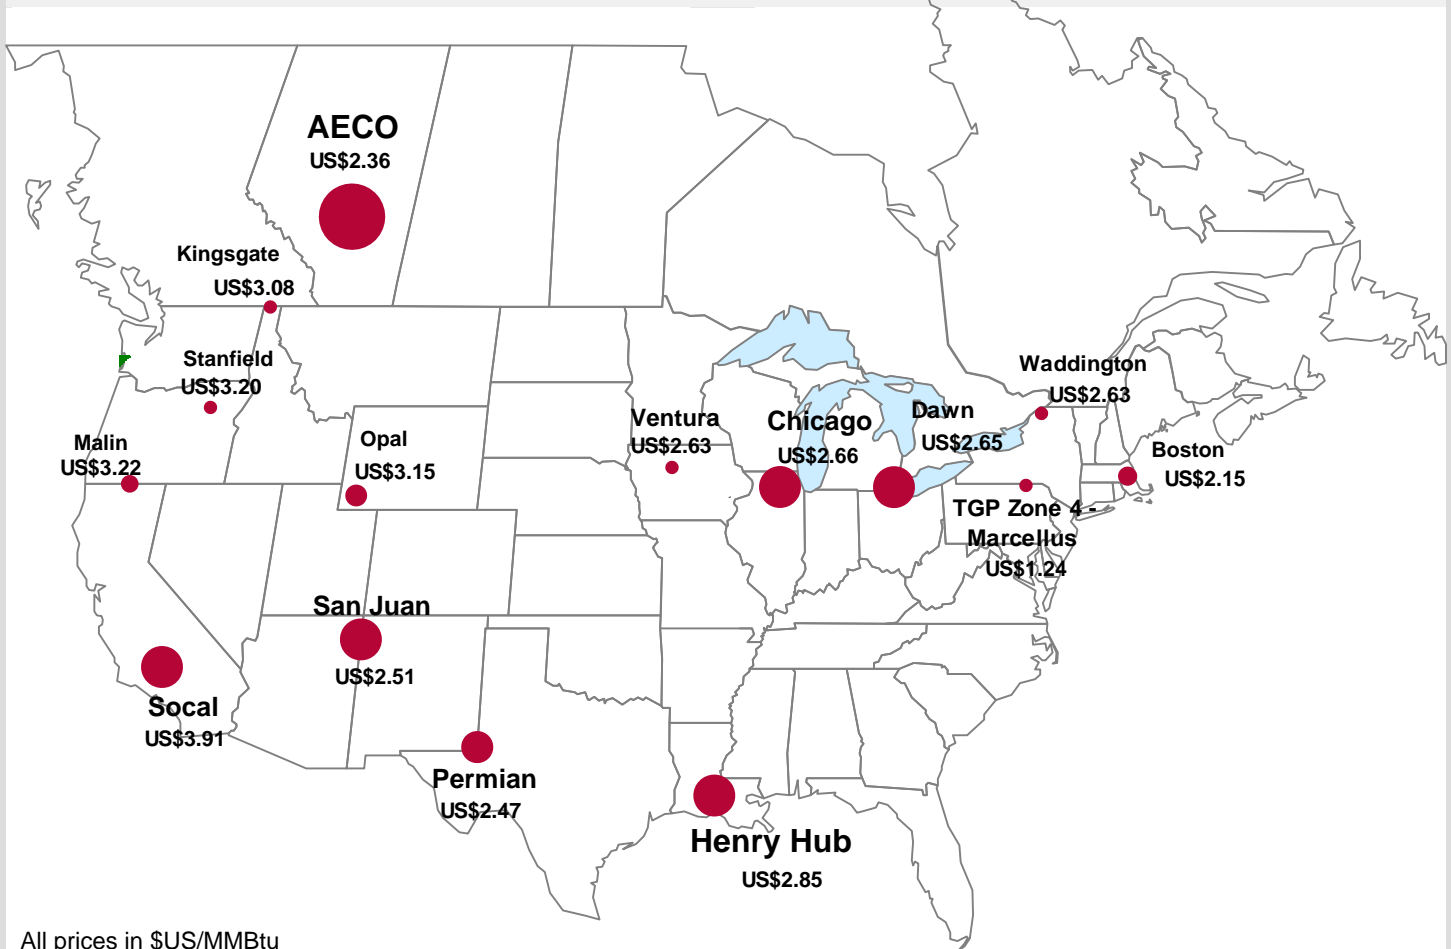 AECO
US$2.36
Kingsgate
US$3.08
Stanfield
US$3.20
Malin
US$3.22
Opal
US$3.15
Ventura
US$2.63
Chicago
US$2.66
Dawn
US$2.65
Waddington
US$2.63
Boston
US$2.15
TGP Zone 4 -
Marcellus
US$1.24
San Juan
US$2.51
Socal
US$3.91
Permian
US$2.47
Henry Hub
US$2.85
All prices in $US/MMBtu